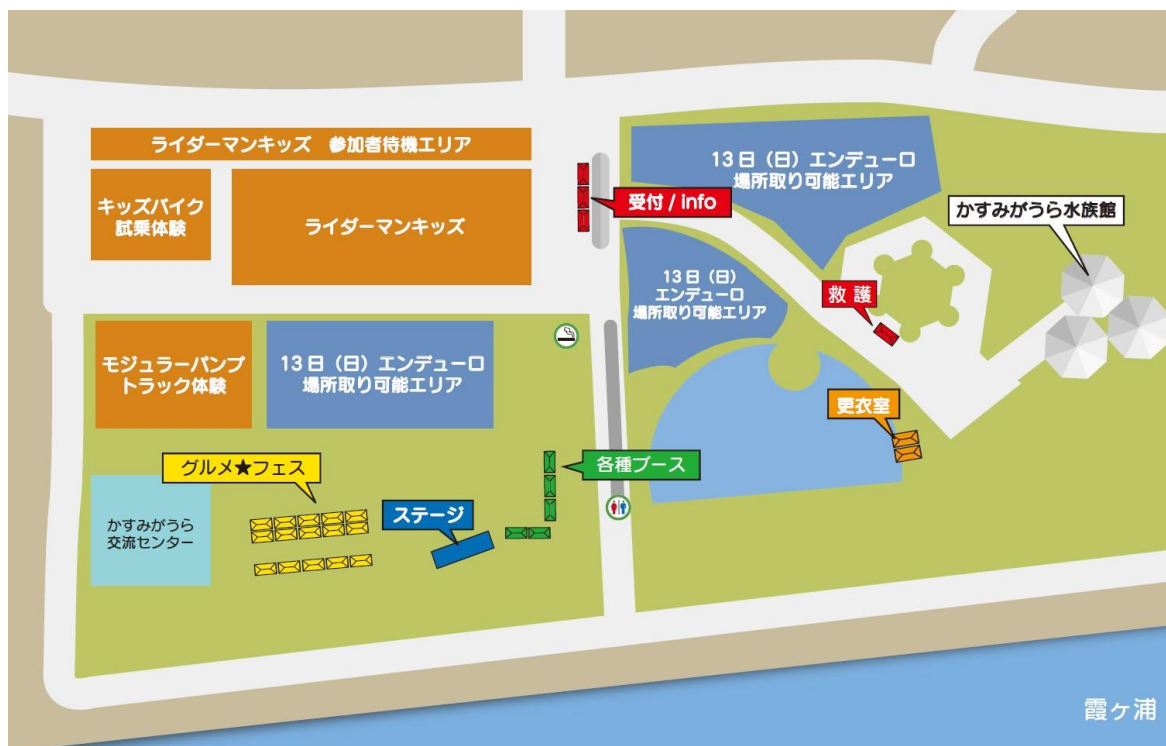 ライダーマンキッズ 参加者待機エリア
キッズバイク
試乗体験
ライダーマンキッズ
受付 / info
13日（日）エンデューロ
場所取り可能エリア
かすみがうら水族館
13日（日）
エンデューロ
場所取り可能エリア
救護
モジュラーパンプ
トラック体験
13日（日）エンデューロ
場所取り可能エリア
更衣室
グルメ★フェス
各種ブース
ステージ
かすみがうら
交流センター
霞ヶ浦